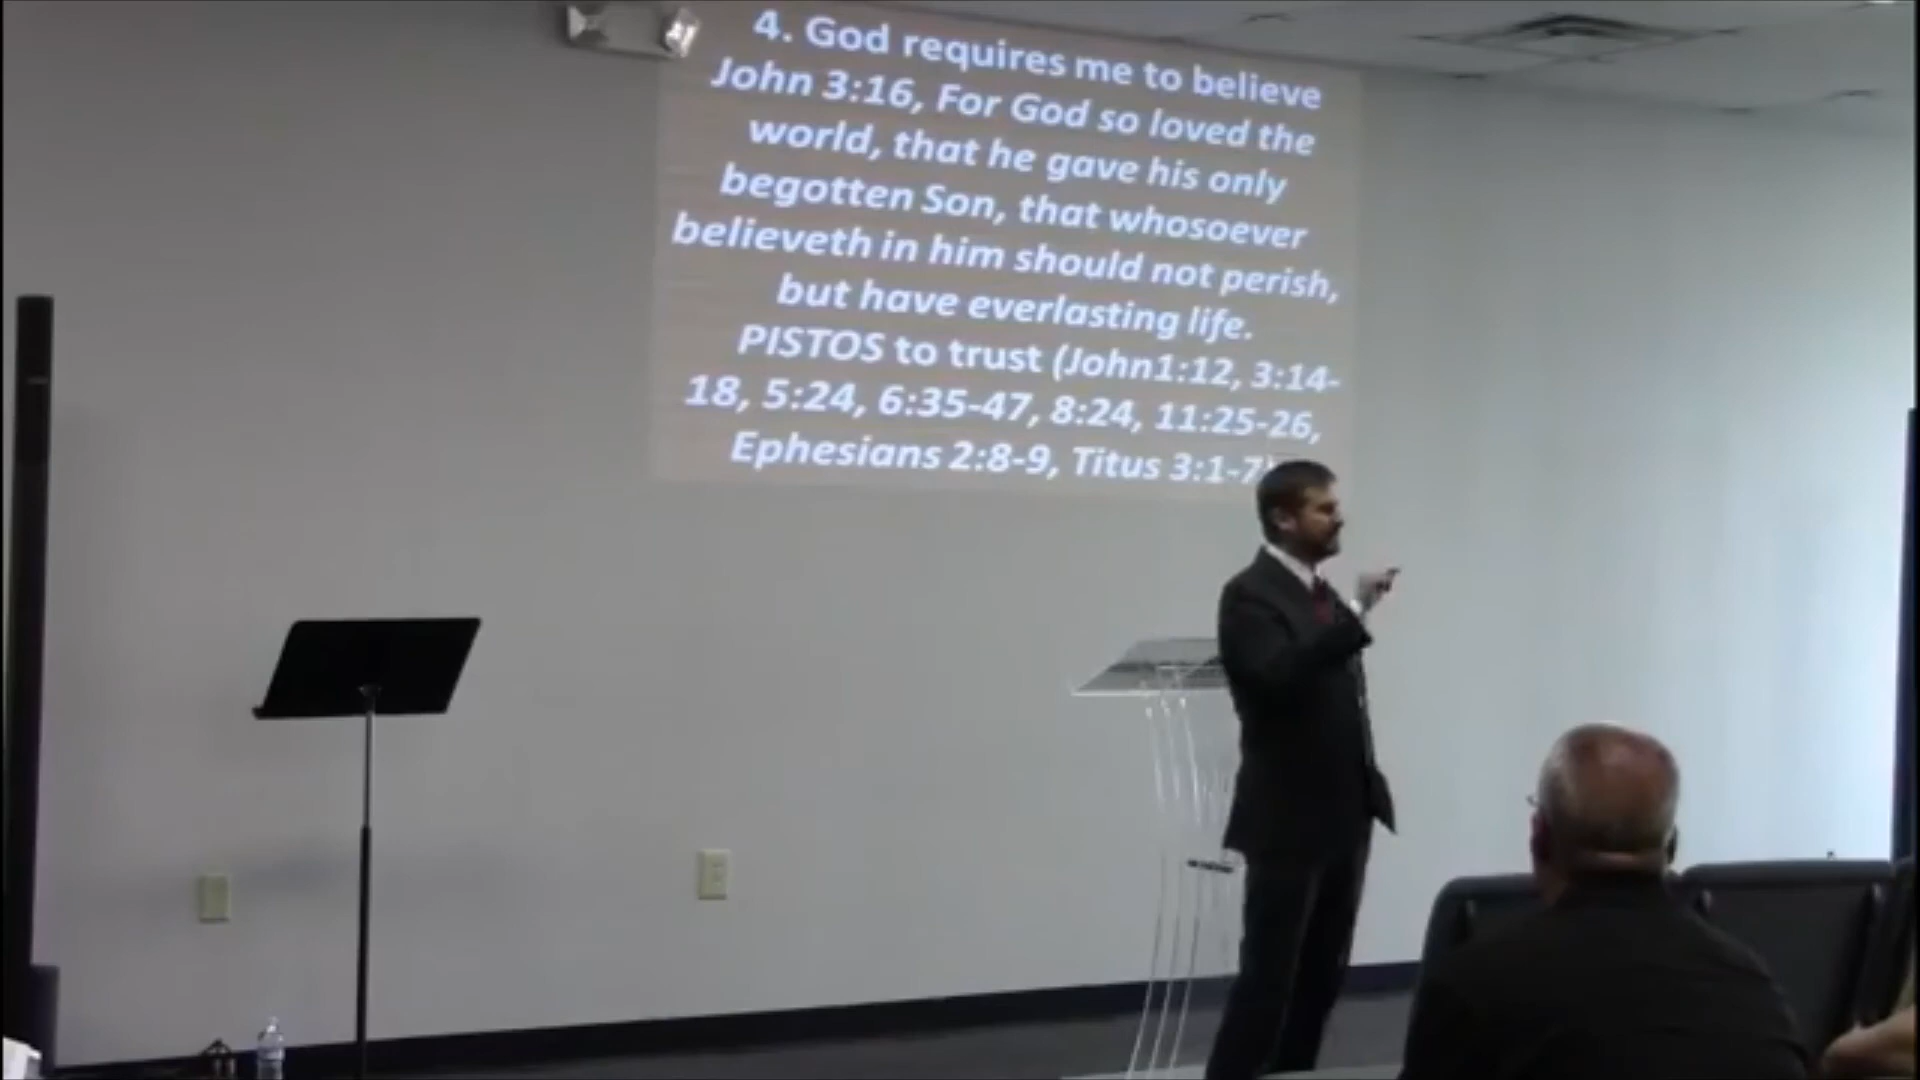 4. God requires me to believe
John 3:16, For God so loved the
world, that he gave his only
begotten Son, that whosoever
believeth in him should not perish,
but have everlasting life.
PISTOS to trust (John1:12, 3:14-
18, 5:24, 6:35-47, 8:24, 11:25-26,
Ephesians 2:8-9, Titus 3:1-7)